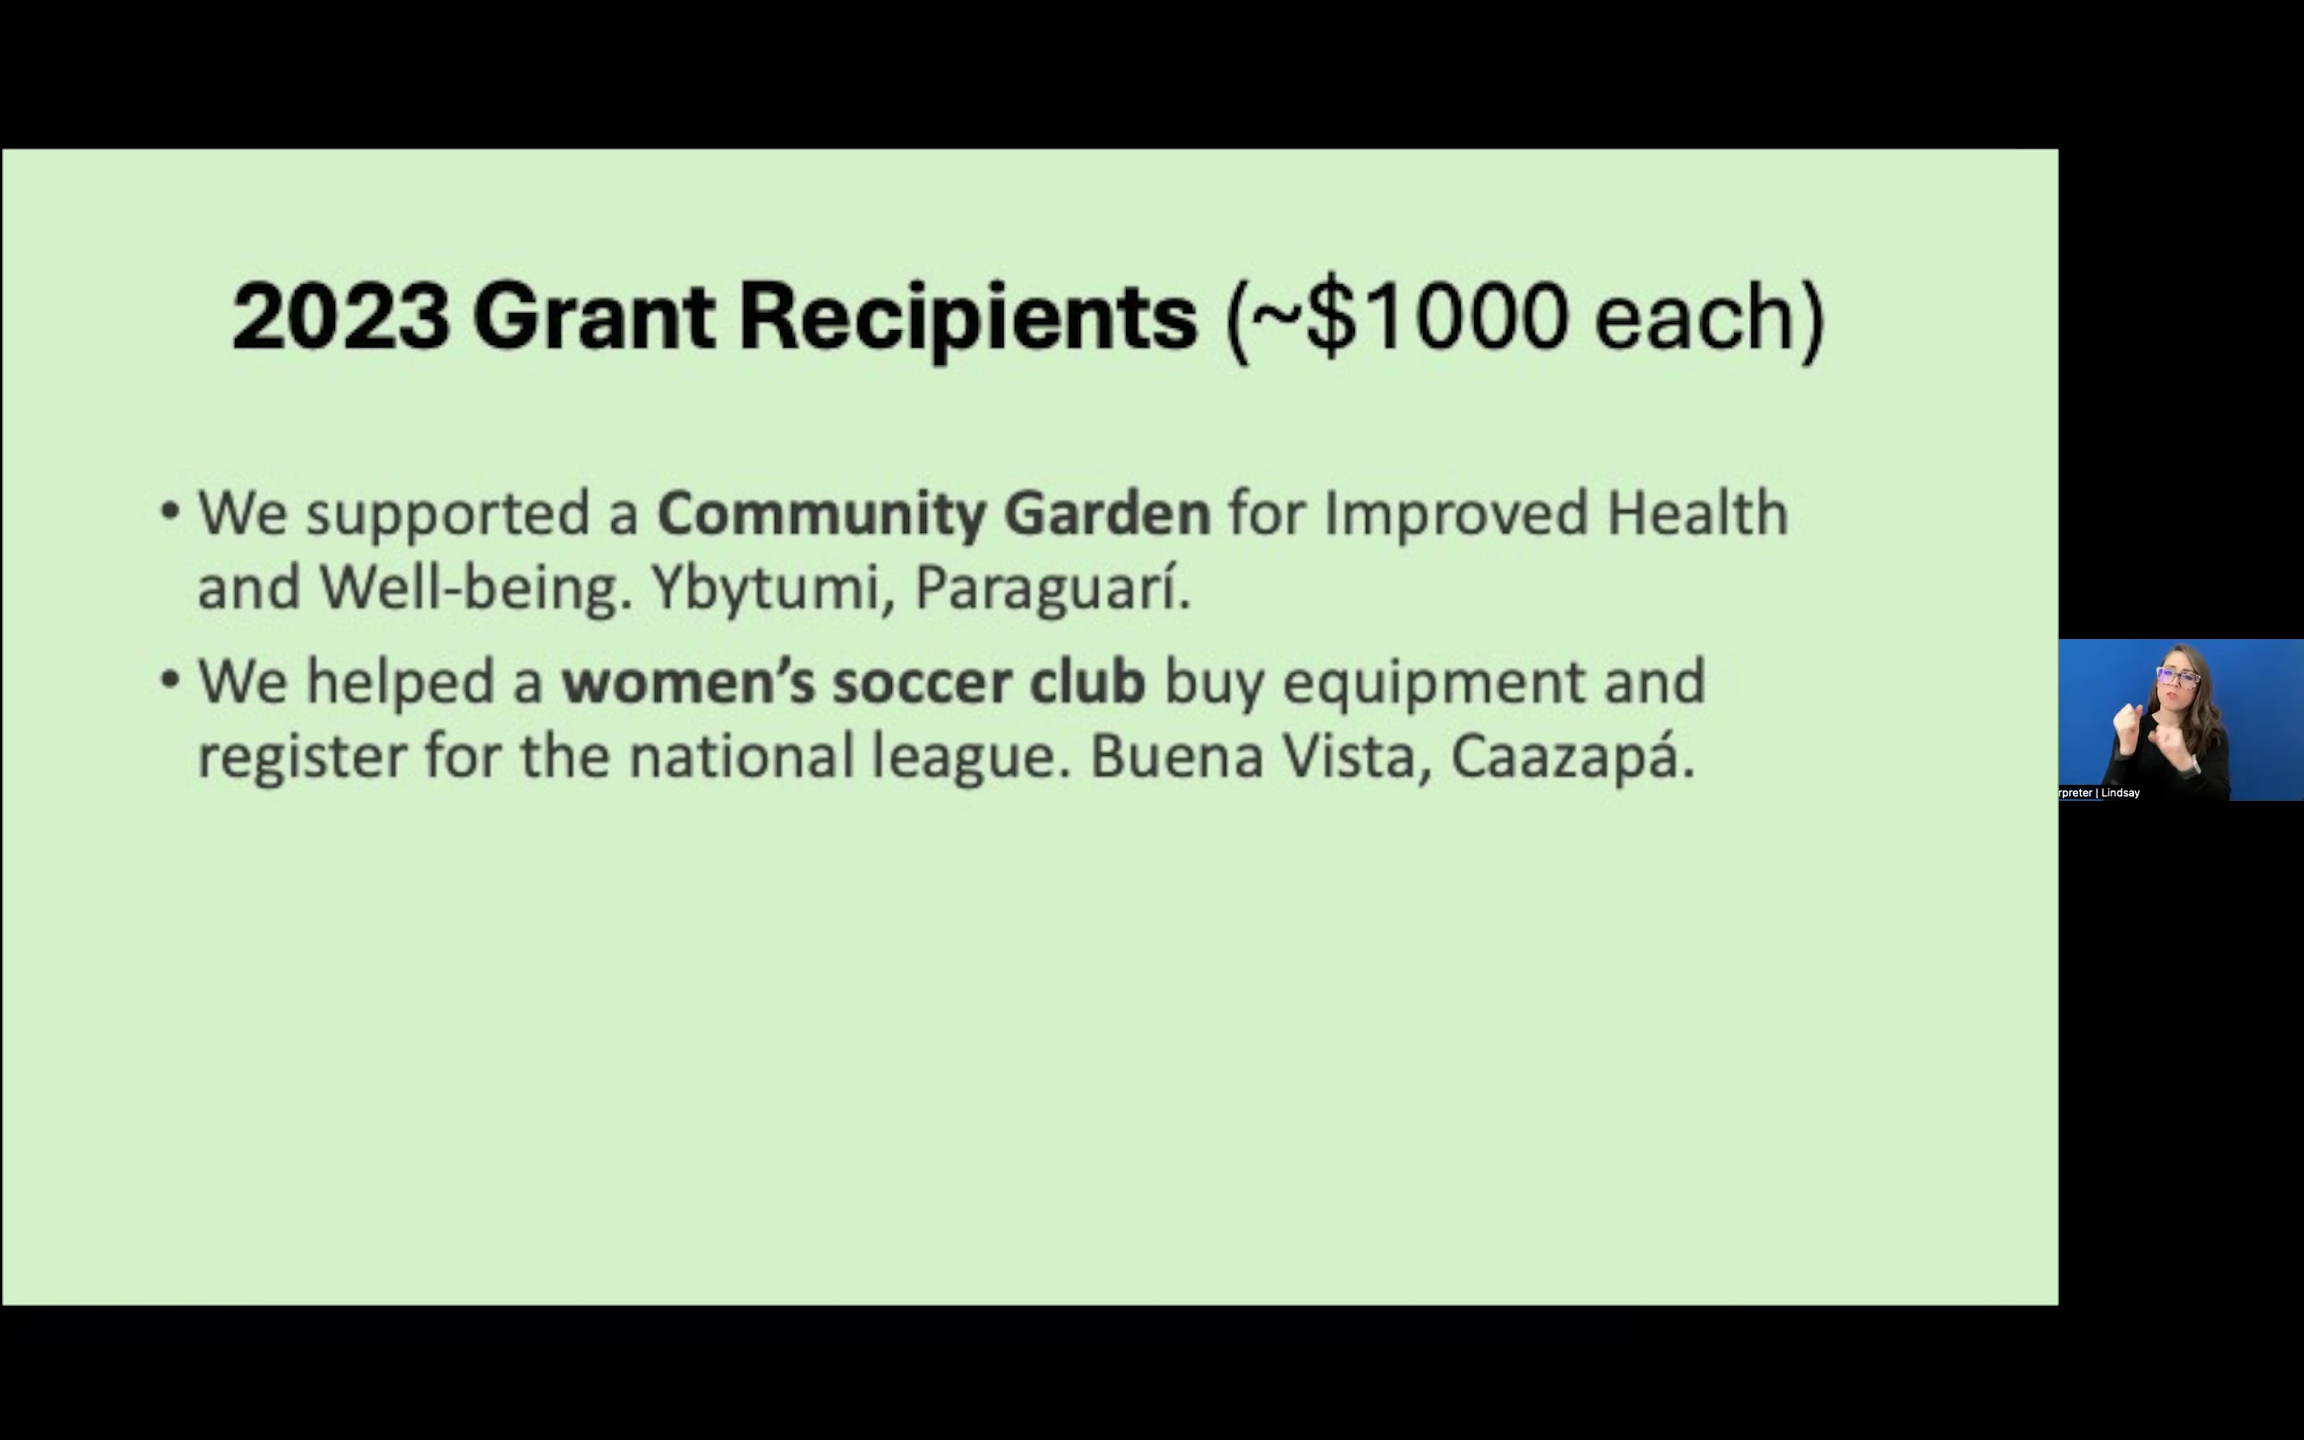 2023 Grant Recipients (~$1000 each)
• We supported a Community Garden for Improved Health
and Well-being. Ybytumi, Paraguarí.
• We helped a women’s soccer club buy equipment and
register for the national league. Buena Vista, Caazapá.
rpreter | Lindsay